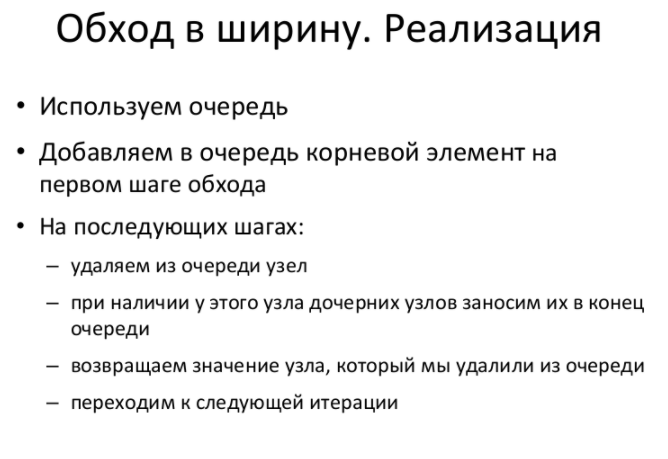 Обход в ширину. Реализация
• Используем очередь
• Добавляем в очередь корневой элемент на
первом шаге обхода
• На последующих шагах:
– удаляем из очереди узел
– при наличии у этого узла дочерних узлов заносим их в конец
очереди
– возвращаем значение узла, который мы удалили из очереди
– переходим к следующей итерации